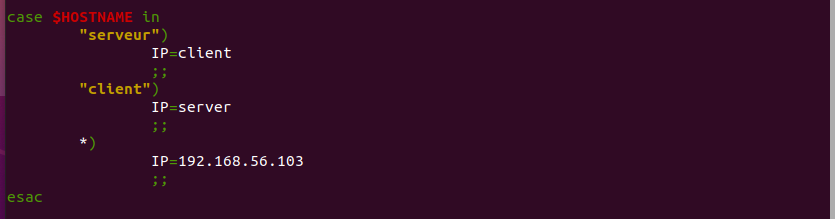 case $HOSTNAME in
"serveur")
IP=client
;;
"client")
IP=server
;;
*)
IP=192.168.56.103
;;
esac